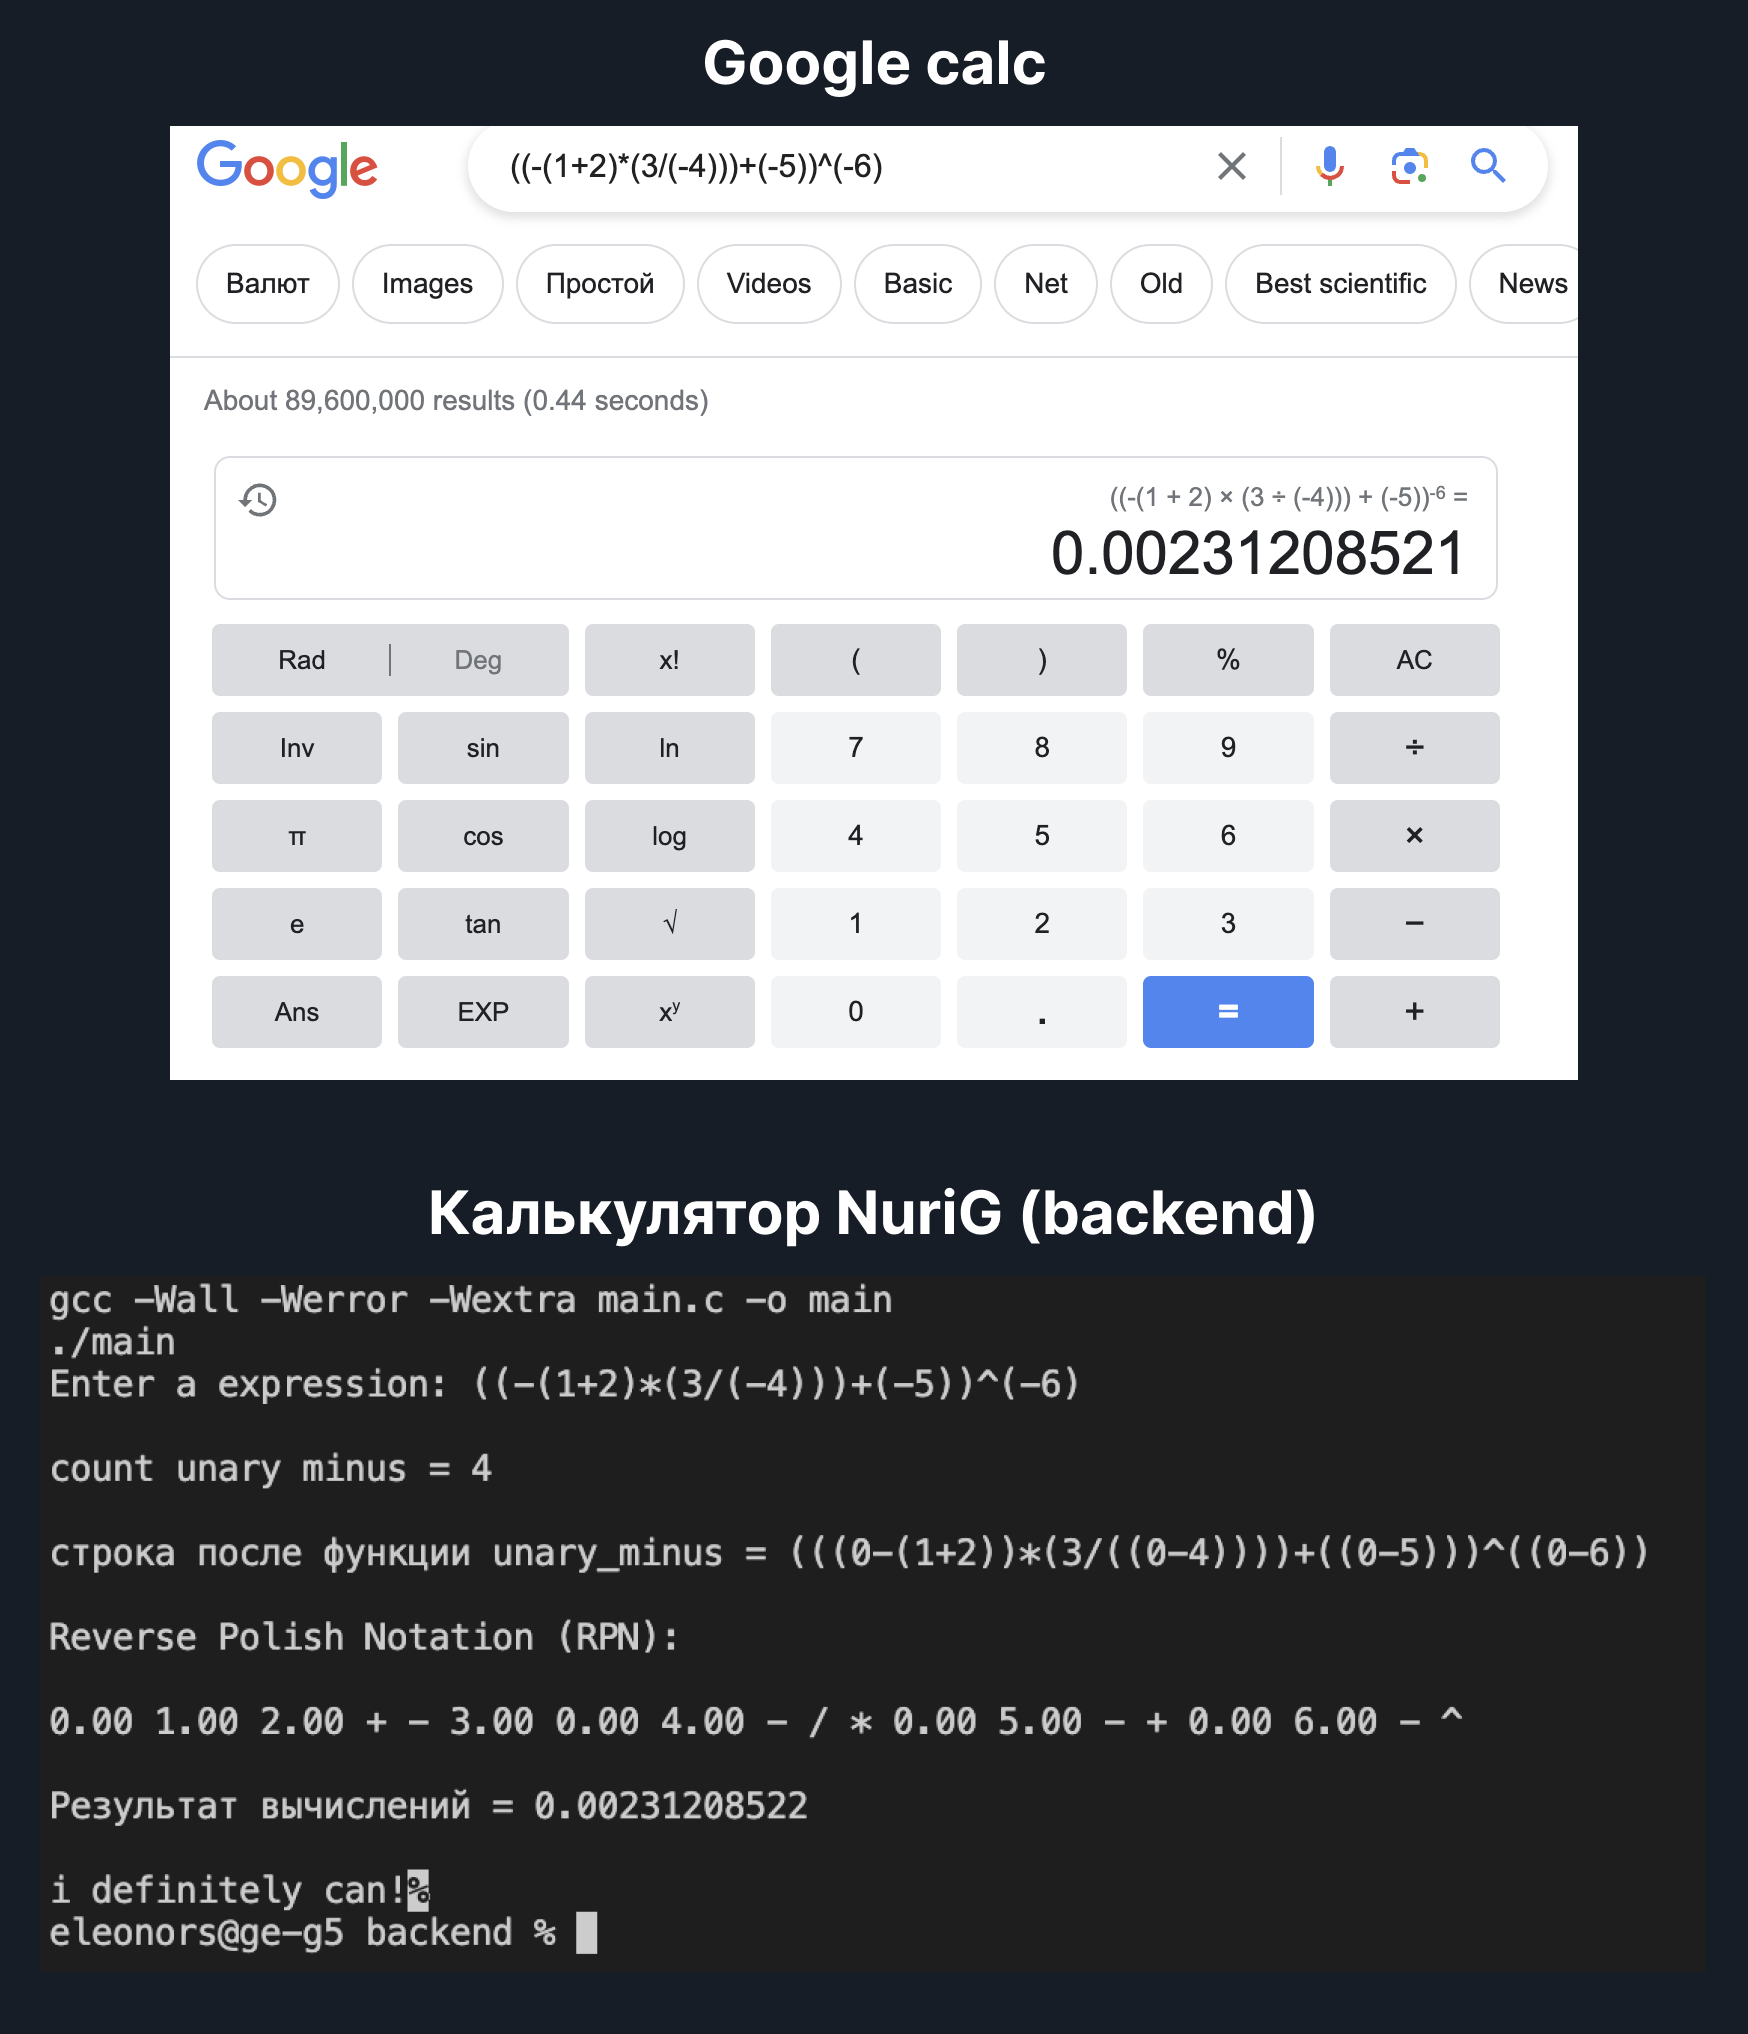 Google calc
Google ((-(1+2)*(3/(-4)))+(-5))^(-6)
Валют Images Простой Videos Basic Net Old Best scientific News
About 89,600,000 results (0.44 seconds)
((-(1 + 2) × (3 ÷ (-4))) + (-5))⁻⁶ =
0.00231208521
Rad | Deg x! ( ) % AC
Inv sin ln 7 8 9 ÷
π cos log 4 5 6 ×
e tan √ 1 2 3 −
Ans EXP xʸ 0 . = +
Калькулятор NuriG (backend)
gcc -Wall -Werror -Wextra main.c -o main
./main
Enter a expression: ((-(1+2)*(3/(-4)))+(-5))^(-6)
count unary minus = 4
строка после функции unary_minus = (((0-(1+2))*(3/((0-4))))+((0-5)))^((0-6))
Reverse Polish Notation (RPN):
0.00 1.00 2.00 + - 3.00 0.00 4.00 - / * 0.00 5.00 - + 0.00 6.00 - ^
Результат вычислений = 0.00231208522
i definitely can!%
eleonors@ge-g5 backend %